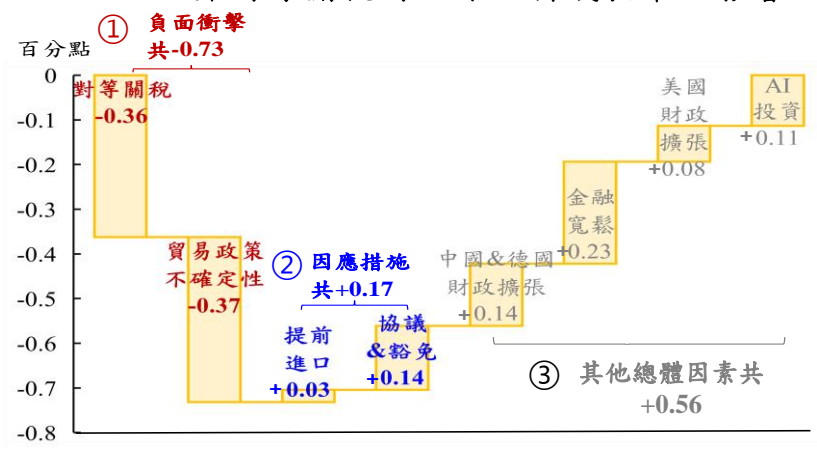 ① 負面衝擊
共-0.73
百分點
0
-0.1
-0.2
-0.3
-0.4
-0.5
-0.6
-0.7
-0.8
對等關稅
-0.36
貿易政策
不確定性
-0.37
② 因應措施
共+0.17
提前
進口
+0.03
協議
&豁免
+0.14
中國&德國
財政擴張
+0.14
金融
寬鬆
+0.23
美國
財政
擴張
+0.08
AI
投資
+0.11
③ 其他總體因素共
+0.56